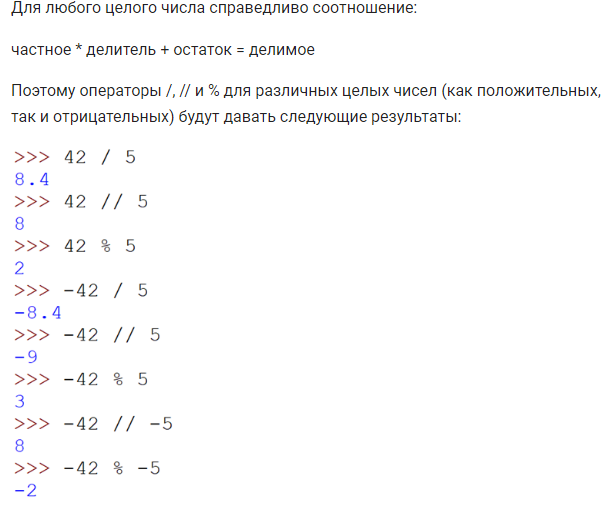 Для любого целого числа справедливо соотношение:
частное * делитель + остаток = делимое
Поэтому операторы /, // и % для различных целых чисел (как положительных,
так и отрицательных) будут давать следующие результаты:
>>> 42 / 5
8.4
>>> 42 // 5
8
>>> 42 % 5
2
>>> -42 / 5
-8.4
>>> -42 // 5
-9
>>> -42 % 5
3
>>> -42 // -5
8
>>> -42 % -5
-2